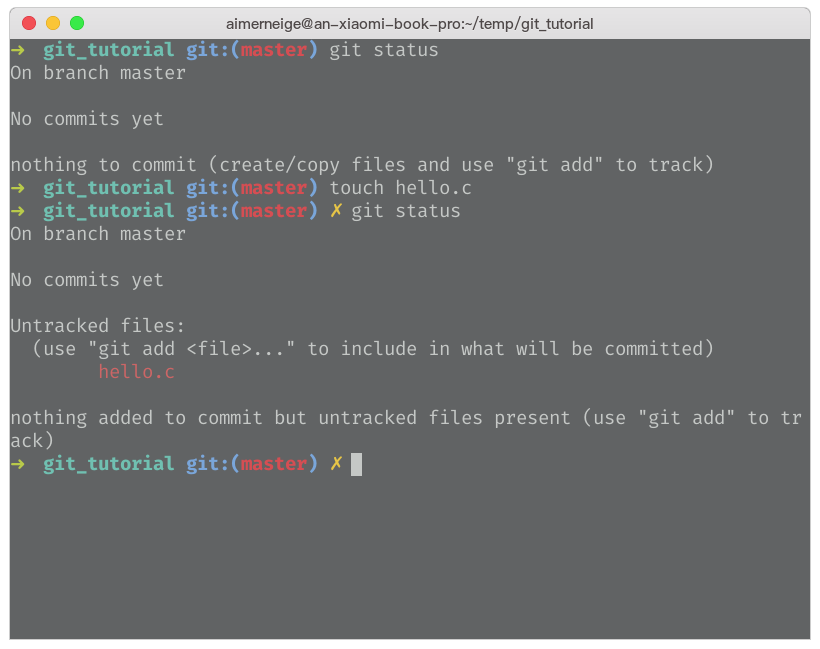 aimerneige@an-xiaomi-book-pro:~/temp/git_tutorial
➜  git_tutorial git:(master) git status
On branch master
No commits yet
nothing to commit (create/copy files and use "git add" to track)
➜  git_tutorial git:(master) touch hello.c
➜  git_tutorial git:(master) ✗ git status
On branch master
No commits yet
Untracked files:
  (use "git add <file>..." to include in what will be committed)
        hello.c
nothing added to commit but untracked files present (use "git add" to tr
ack)
➜  git_tutorial git:(master) ✗